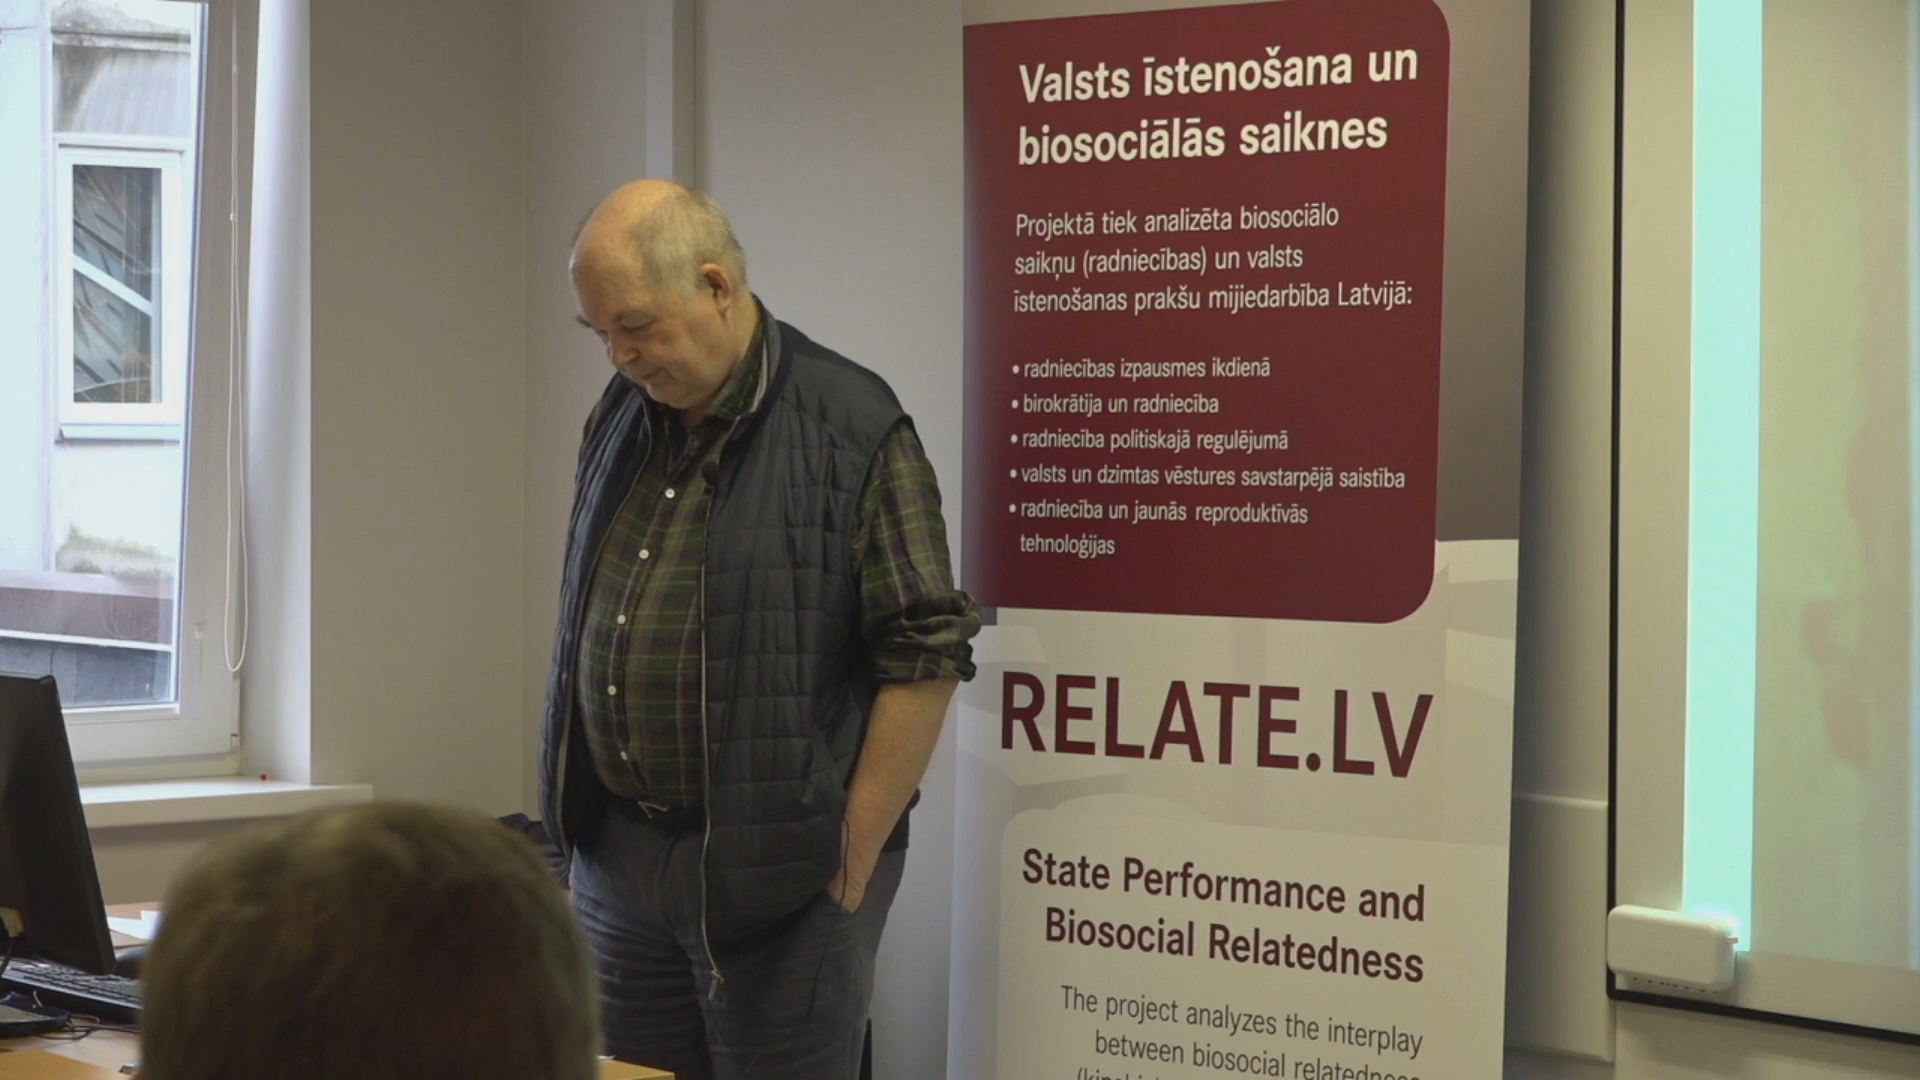 Valsts īstenošana un
biosociālās saiknes
Projektā tiek analizēta biosociālo
saikņu (radniecības) un valsts
īstenošanas prakšu mijiedarbība Latvijā:
• radniecības izpausmes ikdienā
• birokrātija un radniecība
• radniecība politiskajā regulējumā
• valsts un dzimtas vēstures savstarpējā saistība
• radniecība un jaunās reproduktīvās
tehnoloģijas
RELATE.LV
State Performance and
Biosocial Relatedness
The project analyzes the interplay
between biosocial relatedness